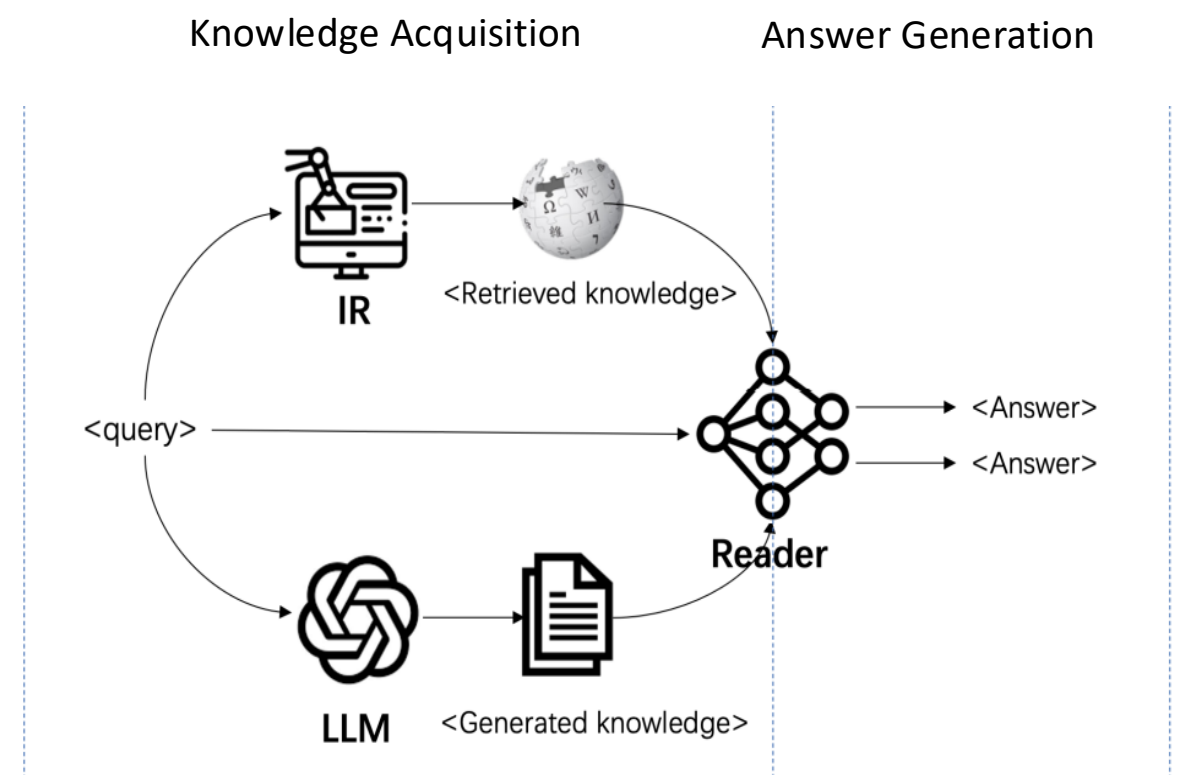 Knowledge Acquisition
Answer Generation
Ω
W
И
IR
<Retrieved knowledge>
<query>
<Answer>
<Answer>
Reader
LLM
<Generated knowledge>